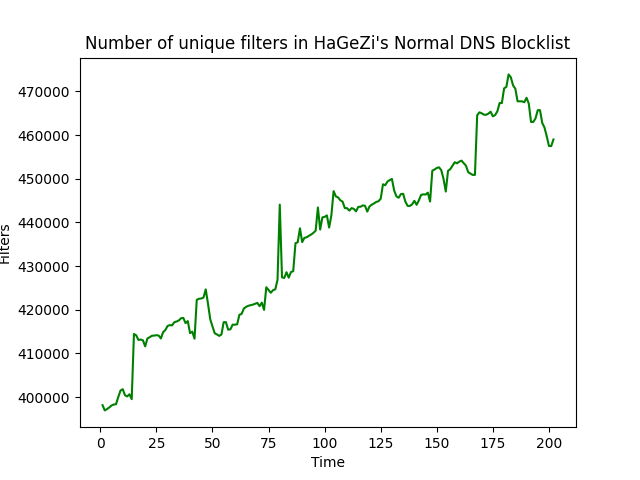 Number of unique filters in HaGeZi's Normal DNS Blocklist
470000
460000
450000
440000
430000
420000
410000
400000
Filters
0 25 50 75 100 125 150 175 200
Time